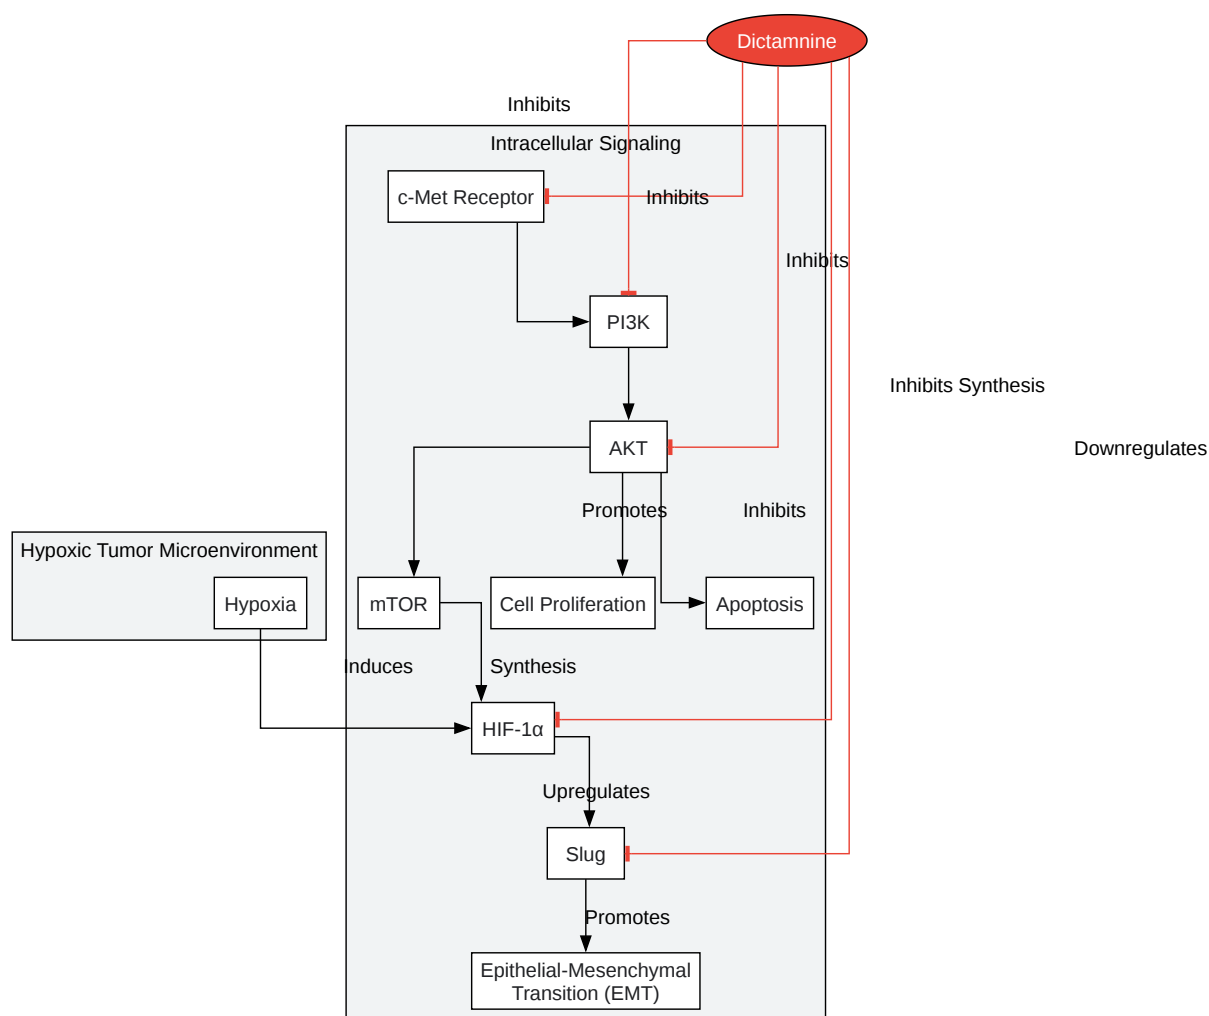 Dictamnine
Inhibits
Intracellular Signaling
c-Met Receptor
Inhibits
Inhibits
PI3K
Inhibits Synthesis
AKT
Downregulates
Promotes
Inhibits
Hypoxic Tumor Microenvironment
Hypoxia
mTOR
Cell Proliferation
Apoptosis
Induces
Synthesis
HIF-1α
Upregulates
Slug
Promotes
Epithelial-Mesenchymal
Transition (EMT)